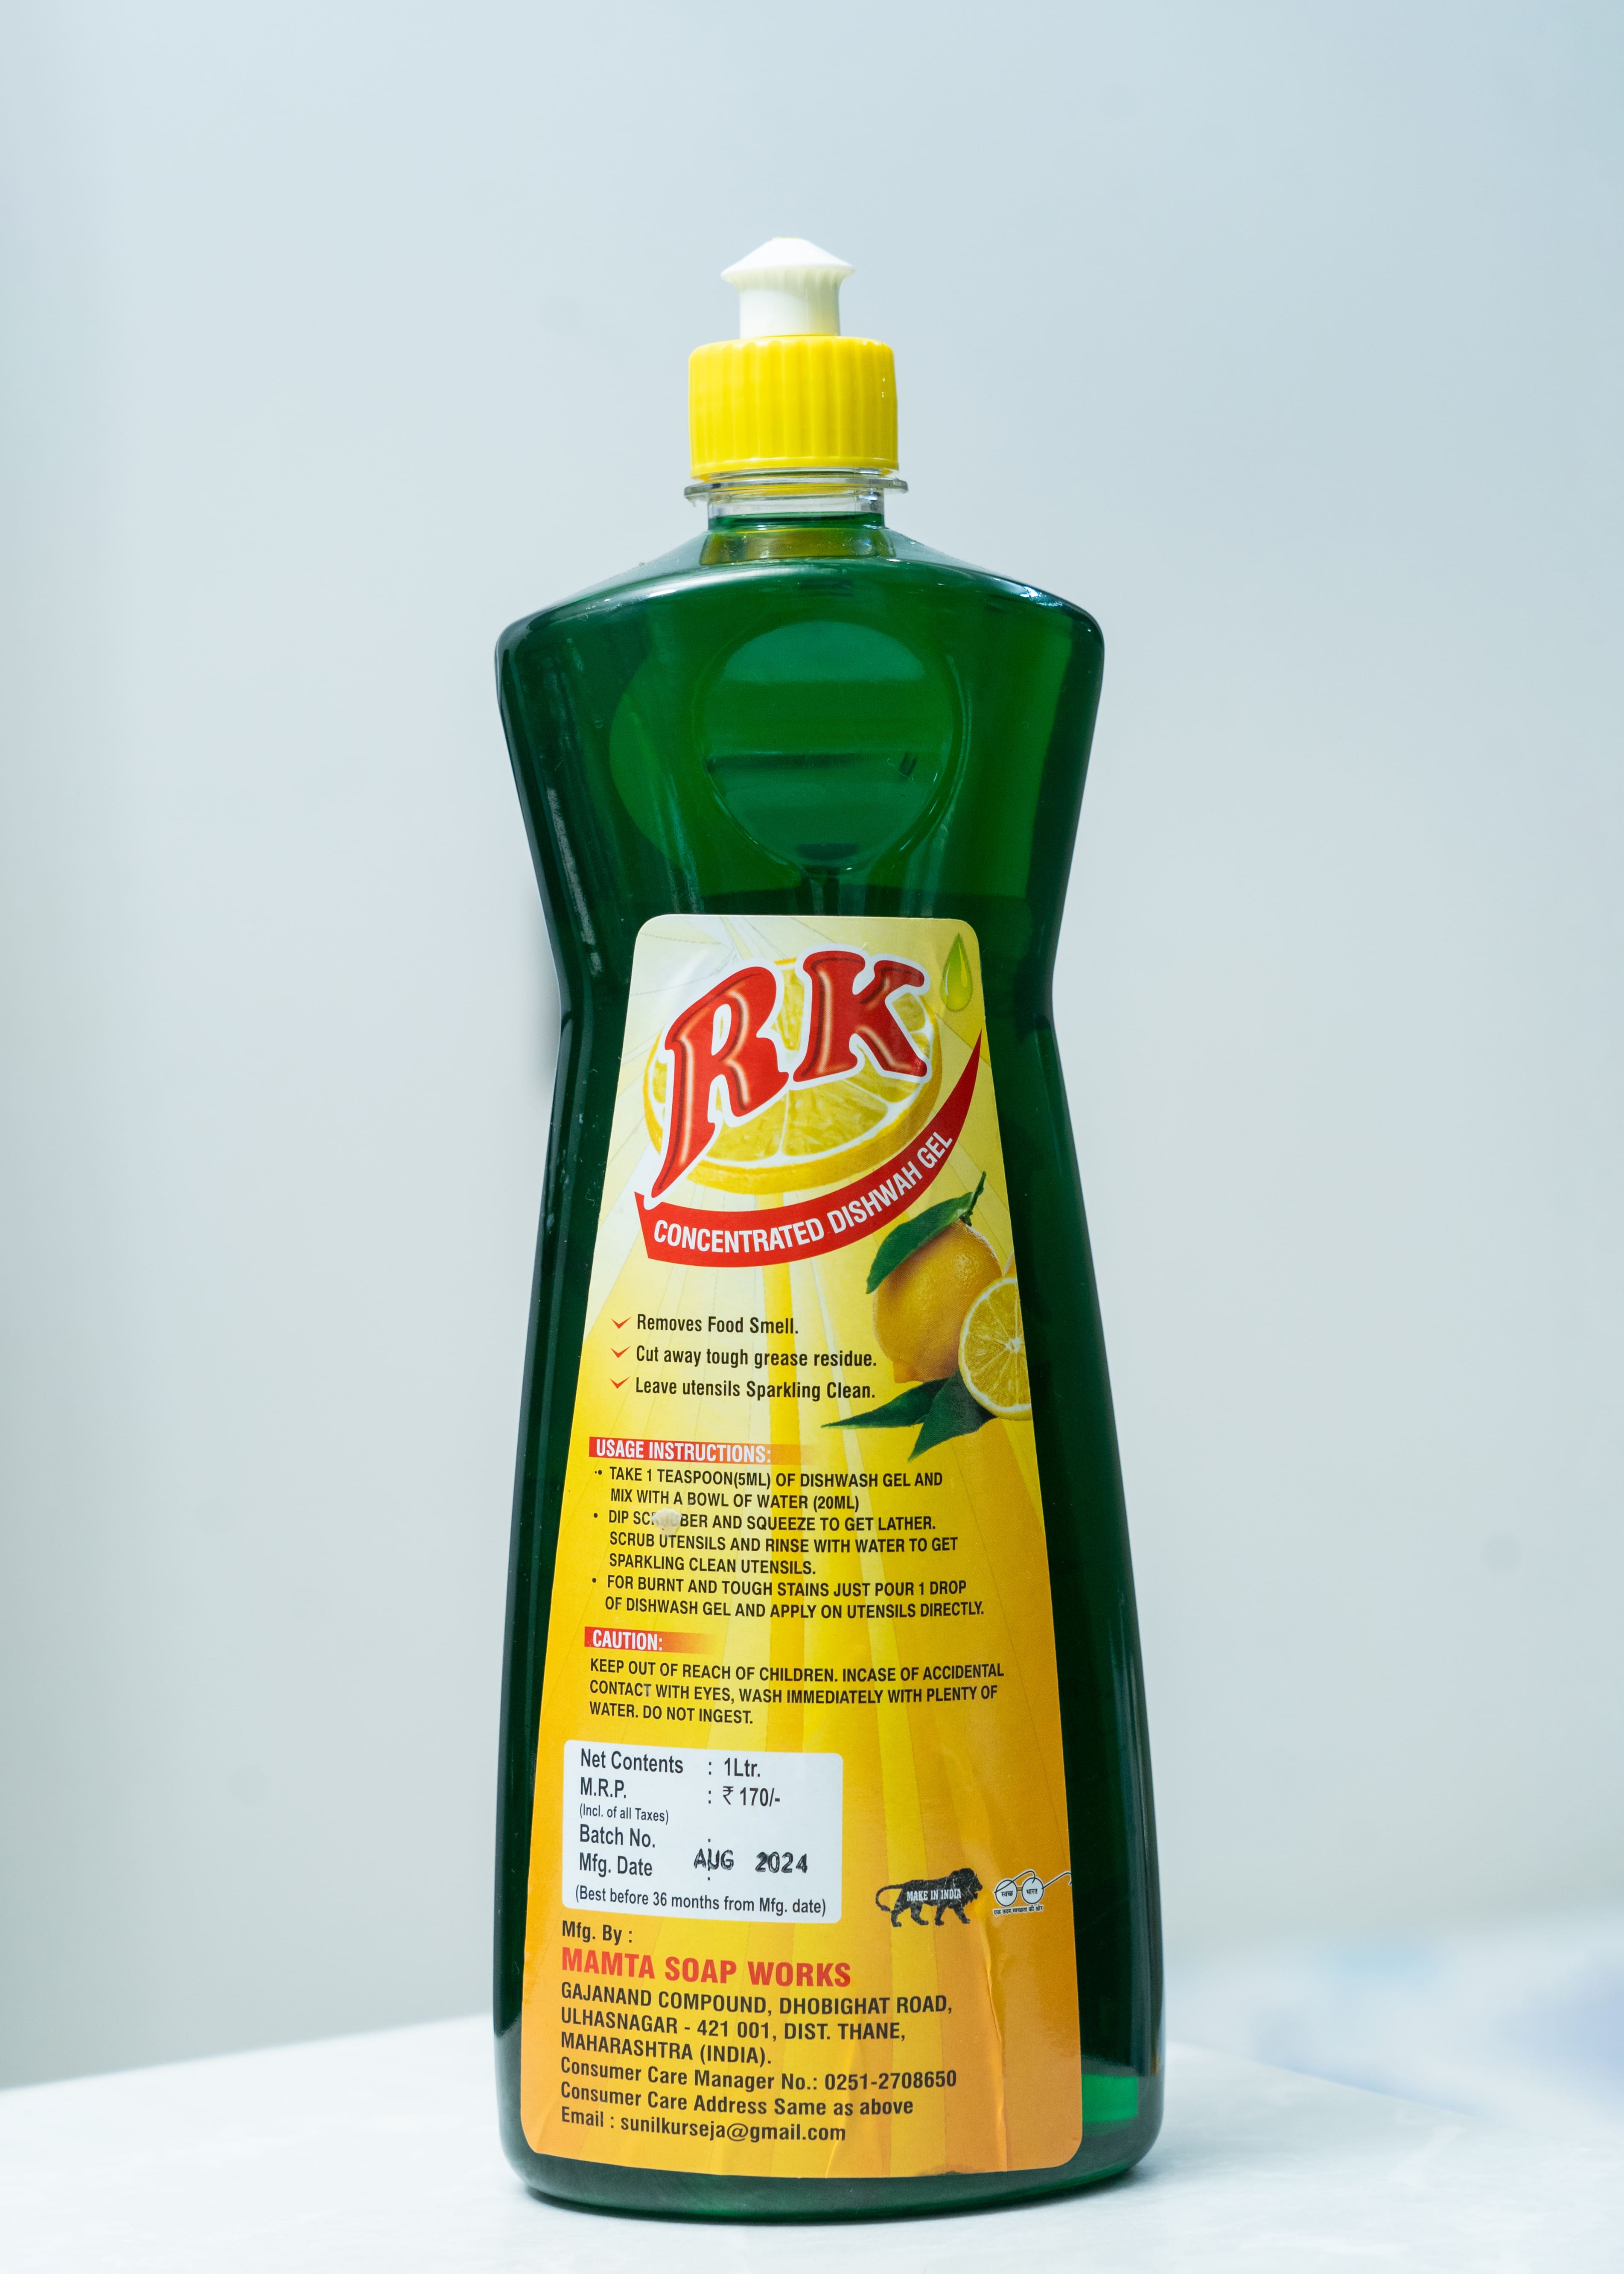 RK
CONCENTRATED DISHWAH GEL
Removes Food Smell.
Cut away tough grease residue.
Leave utensils Sparkling Clean.
USAGE INSTRUCTIONS:
• TAKE 1 TEASPOON(5ML) OF DISHWASH GEL AND
MIX WITH A BOWL OF WATER (20ML)
• DIP SCRUBBER AND SQUEEZE TO GET LATHER.
SCRUB UTENSILS AND RINSE WITH WATER TO GET
SPARKLING CLEAN UTENSILS.
• FOR BURNT AND TOUGH STAINS JUST POUR 1 DROP
OF DISHWASH GEL AND APPLY ON UTENSILS DIRECTLY.
CAUTION:
KEEP OUT OF REACH OF CHILDREN. INCASE OF ACCIDENTAL
CONTACT WITH EYES, WASH IMMEDIATELY WITH PLENTY OF
WATER. DO NOT INGEST.
Net Contents : 1Ltr.
M.R.P. : ₹ 170/-
(Incl. of all Taxes)
Batch No. :
Mfg. Date : AUG 2024
(Best before 36 months from Mfg. date)
MAKE IN INDIA
स्वच्छ भारत
एक कदम स्वच्छता की ओर
Mfg. By :
MAMTA SOAP WORKS
GAJANAND COMPOUND, DHOBIGHAT ROAD,
ULHASNAGAR - 421 001, DIST. THANE,
MAHARASHTRA (INDIA).
Consumer Care Manager No.: 0251-2708650
Consumer Care Address Same as above
Email : sunilkurseja@gmail.com